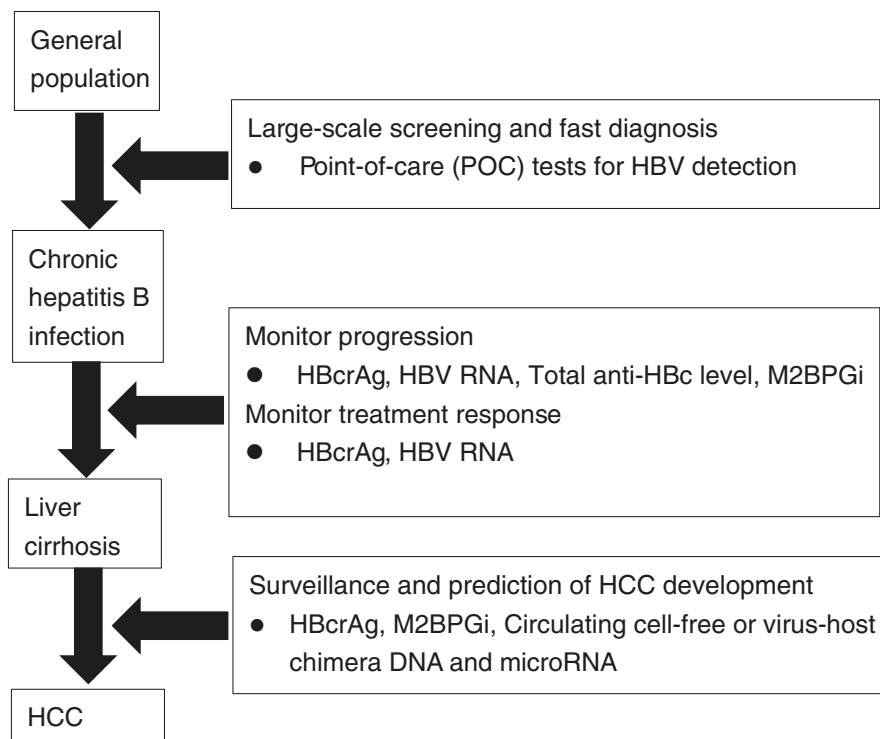 General
population
Large-scale screening and fast diagnosis
● Point-of-care (POC) tests for HBV detection
Chronic
hepatitis B
infection
Monitor progression
● HBcrAg, HBV RNA, Total anti-HBc level, M2BPGi
Monitor treatment response
● HBcrAg, HBV RNA
Liver
cirrhosis
Surveillance and prediction of HCC development
● HBcrAg, M2BPGi, Circulating cell-free or virus-host
chimera DNA and microRNA
HCC